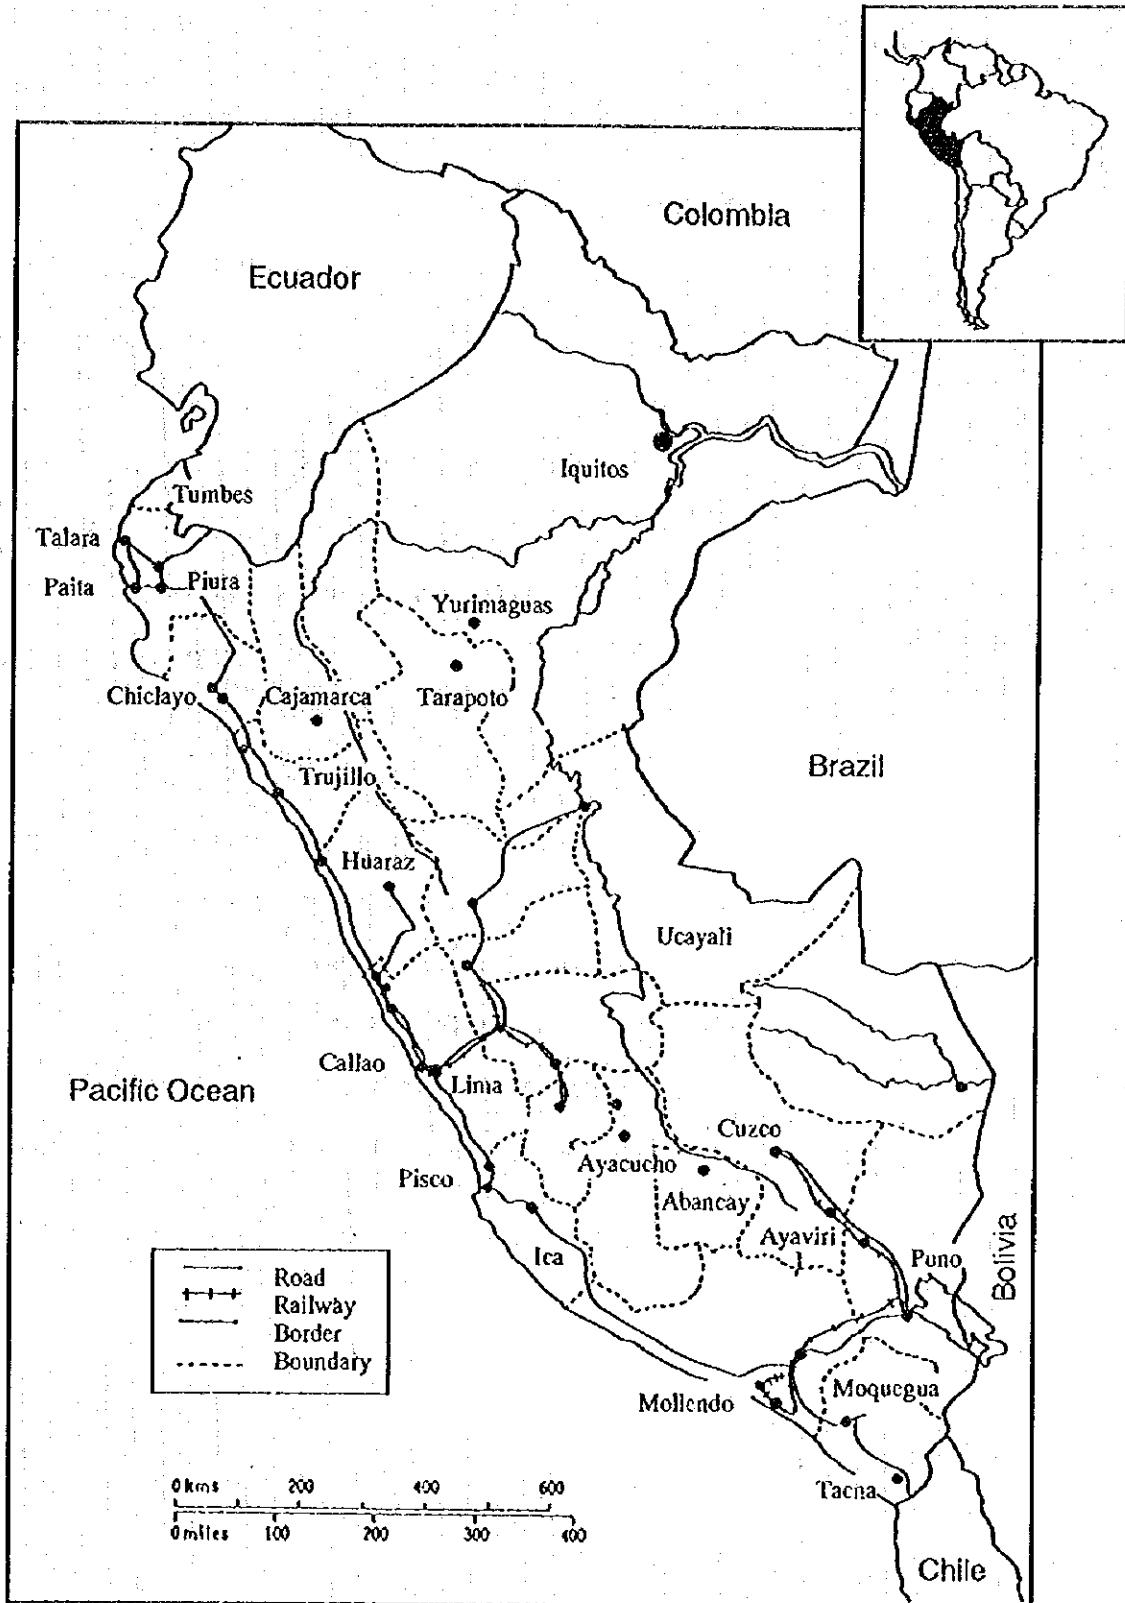 Colombia
Ecuador
Iquitos
Tumbes
Talara
Paita
Piura
Yurimaguas
Chiclayo
Cajamarca
Tarapoto
Trujillo
Brazil
Huaraz
Ucayali
Callao
Lima
Pacific Ocean
Cuzco
Pisco
Ayacucho
Abancay
Ayaviri
Ica
Puno
Bolivia
Road
Railway
Border
Boundary
Mollendo
Moquegua
Tacna
0 kms 200 400 600
0 miles 100 200 300 400
Chile